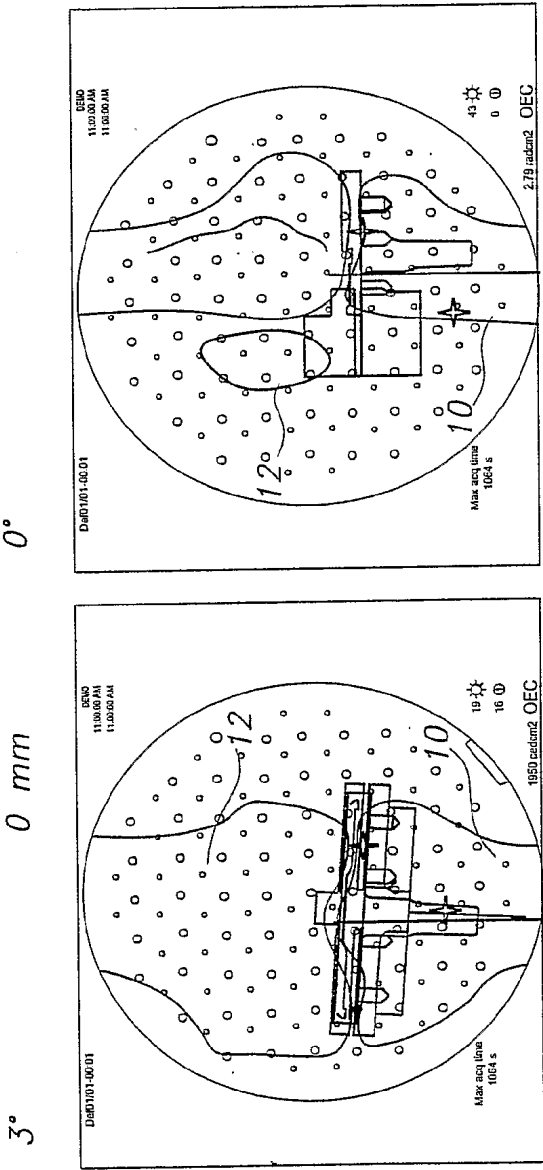 3°
0 mm
0°
Def01/01-00:01
DEMO
11:00:00 AM
11:00:00 AM
12
10
Max acq time
1064 s
19
16
1950 cedcm2 OEC
Def01/01-00:01
DEMO
11:00:00 AM
11:00:00 AM
12
10
Max acq time
1064 s
43
0
2.79 radcm2 OEC